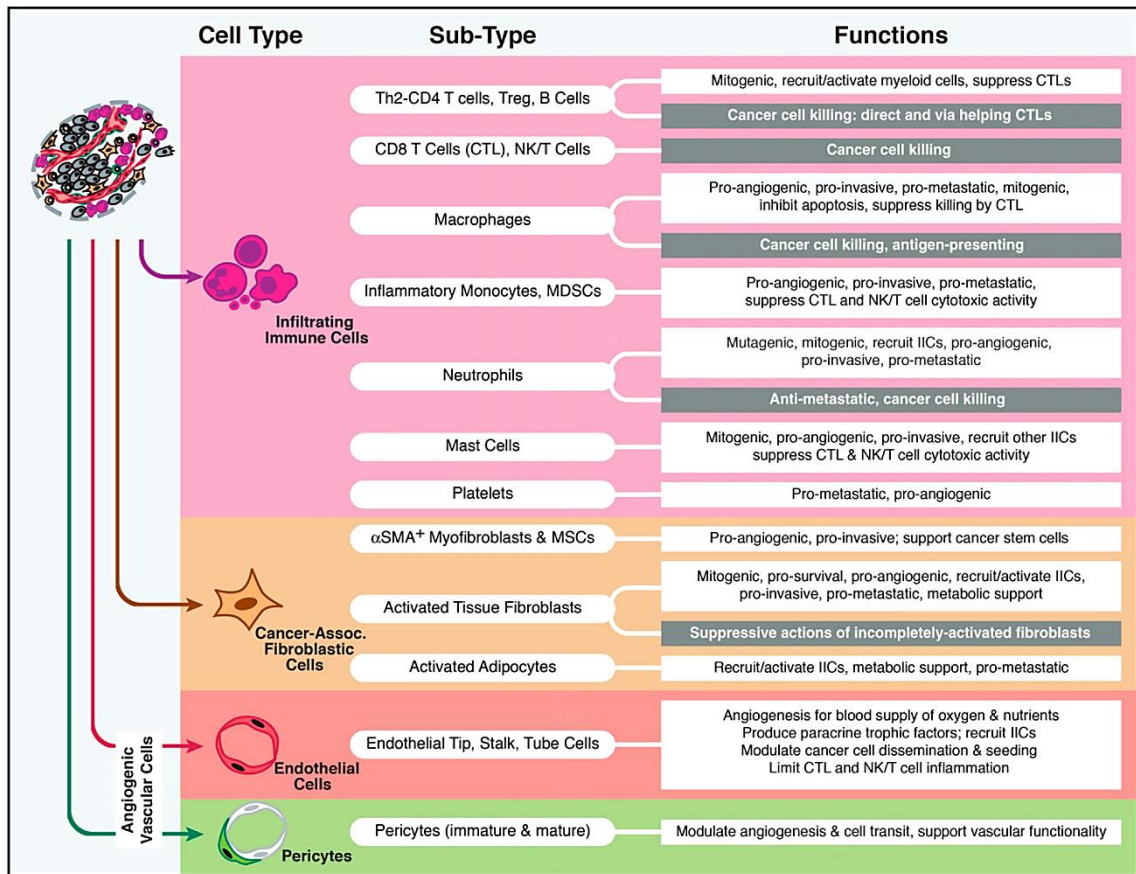 Cell Type
Sub-Type
Functions
Th2-CD4 T cells, Treg, B Cells
Mitogenic, recruit/activate myeloid cells, suppress CTLs
Cancer cell killing: direct and via helping CTLs
CD8 T Cells (CTL), NK/T Cells
Cancer cell killing
Macrophages
Pro-angiogenic, pro-invasive, pro-metastatic, mitogenic,
inhibit apoptosis, suppress killing by CTL
Cancer cell killing, antigen-presenting
Infiltrating
Immune Cells
Inflammatory Monocytes, MDSCs
Pro-angiogenic, pro-invasive, pro-metastatic,
suppress CTL and NK/T cell cytotoxic activity
Neutrophils
Mutagenic, mitogenic, recruit IICs, pro-angiogenic,
pro-invasive, pro-metastatic
Anti-metastatic, cancer cell killing
Mast Cells
Mitogenic, pro-angiogenic, pro-invasive, recruit other IICs
suppress CTL & NK/T cell cytotoxic activity
Platelets
Pro-metastatic, pro-angiogenic
αSMA+ Myofibroblasts & MSCs
Pro-angiogenic, pro-invasive; support cancer stem cells
Cancer-Assoc.
Fibroblastic
Cells
Activated Tissue Fibroblasts
Mitogenic, pro-survival, pro-angiogenic, recruit/activate IICs,
pro-invasive, pro-metastatic, metabolic support
Suppressive actions of incompletely-activated fibroblasts
Activated Adipocytes
Recruit/activate IICs, metabolic support, pro-metastatic
Angiogenic
Vascular Cells
Endothelial
Cells
Endothelial Tip, Stalk, Tube Cells
Angiogenesis for blood supply of oxygen & nutrients
Produce paracrine trophic factors; recruit IICs
Modulate cancer cell dissemination & seeding
Limit CTL and NK/T cell inflammation
Pericytes
Pericytes (immature & mature)
Modulate angiogenesis & cell transit, support vascular functionality